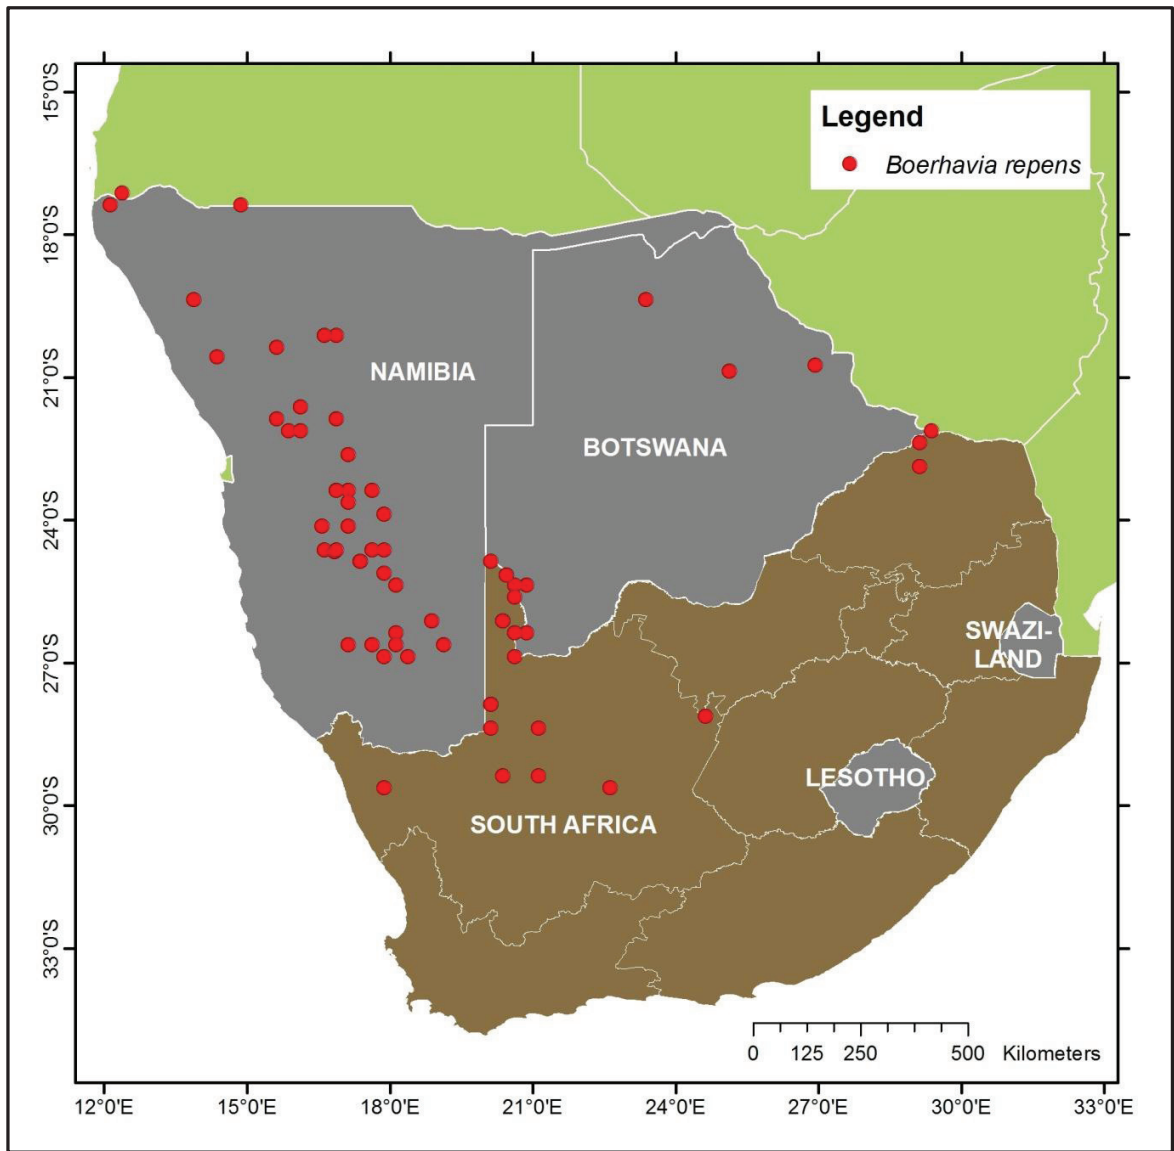 Legend
Boerhavia repens
15°0'S
18°0'S
21°0'S
24°0'S
27°0'S
30°0'S
33°0'S
NAMIBIA
BOTSWANA
SWAZI-
LAND
LESOTHO
SOUTH AFRICA
0 125 250 500 Kilometers
12°0'E 15°0'E 18°0'E 21°0'E 24°0'E 27°0'E 30°0'E 33°0'E